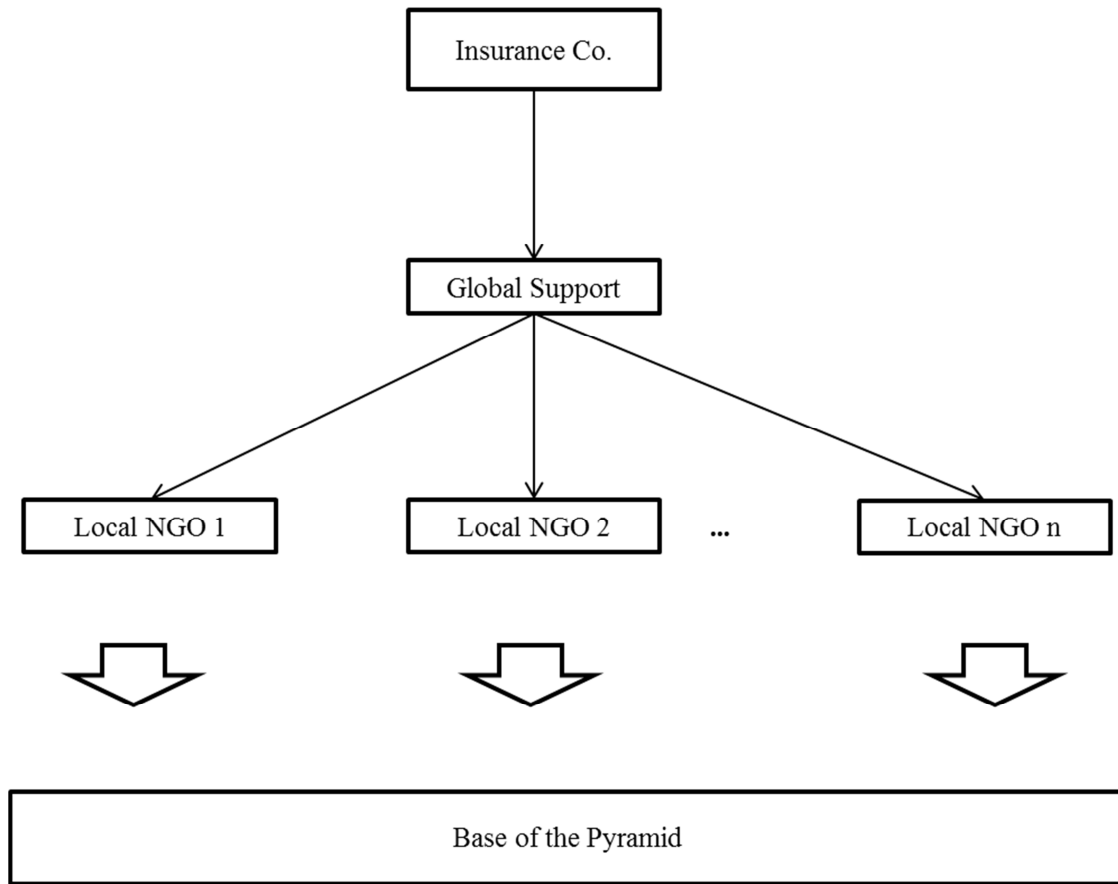 Insurance Co.
Global Support
Local NGO 1
Local NGO 2
...
Local NGO n
Base of the Pyramid